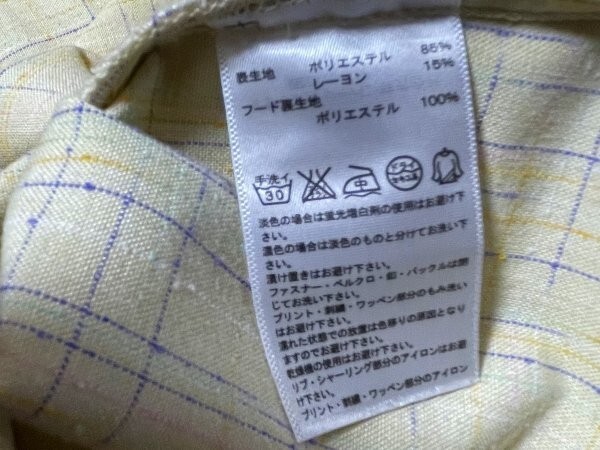 表生地 ポリエステル 85%
レーヨン 15%
フード裏生地
ポリエステル 100%
手洗イ
30
中
ドライ
淡色の場合は蛍光増白剤の使用はお避け下
さい。
濃色の場合は淡色のものと分けてお洗い下
さい。
漬け置きはお避け下さい。
ファスナー・ベルクロ・釦・バックルは閉
じてお洗い下さい。
プリント・刺繍・ワッペン部分のもみ洗い
はお避け下さい。
濡れた状態での放置は色移りの原因となり
ますのでお避け下さい。
乾燥機の使用はお避け下さい。
リブ・シャーリング部分のアイロンはお避
け下さい。
プリント・刺繍・ワッペン部分のアイロン